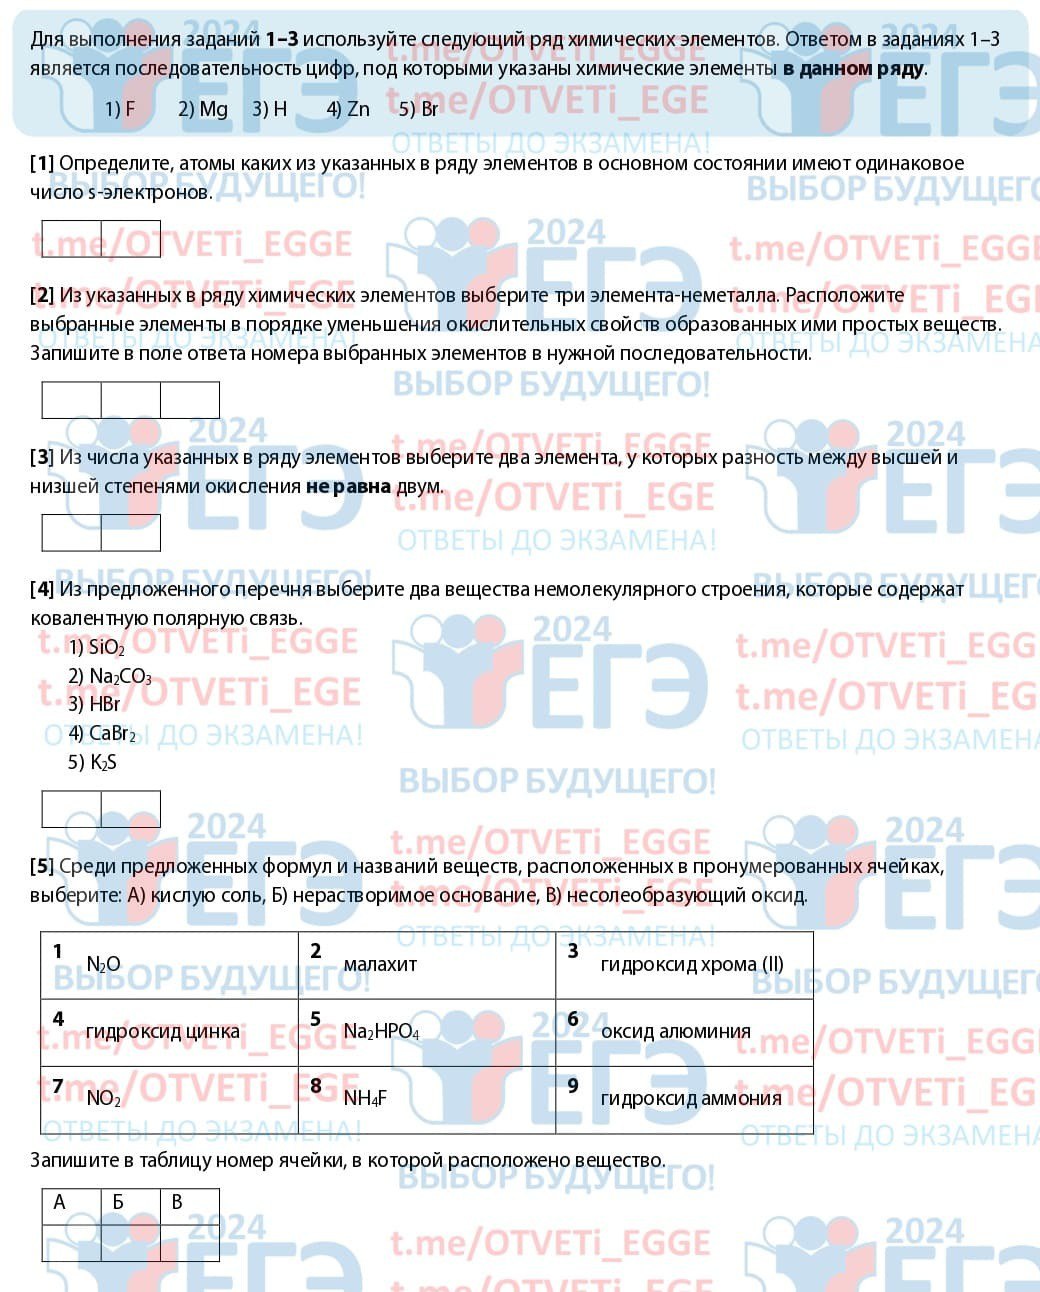 Для выполнения заданий 1–3 используйте следующий ряд химических элементов. Ответом в заданиях 1–3
является последовательность цифр, под которыми указаны химические элементы в данном ряду.
1) F 2) Mg 3) H 4) Zn 5) Br
[1] Определите, атомы каких из указанных в ряду элементов в основном состоянии имеют одинаковое
число s-электронов.
[2] Из указанных в ряду химических элементов выберите три элемента-неметалла. Расположите
выбранные элементы в порядке уменьшения окислительных свойств образованных ими простых веществ.
Запишите в поле ответа номера выбранных элементов в нужной последовательности.
[3] Из числа указанных в ряду элементов выберите два элемента, у которых разность между высшей и
низшей степенями окисления не равна двум.
[4] Из предложенного перечня выберите два вещества немолекулярного строения, которые содержат
ковалентную полярную связь.
1) SiO₂
2) Na₂CO₃
3) HBr
4) CaBr₂
5) K₂S
[5] Среди предложенных формул и названий веществ, расположенных в пронумерованных ячейках,
выберите: А) кислую соль, Б) нерастворимое основание, В) несолеобразующий оксид.
1 N₂O 2 малахит 3 гидроксид хрома (II)
4 гидроксид цинка 5 Na₂HPO₄ 6 оксид алюминия
7 NO₂ 8 NH₄F 9 гидроксид аммония
Запишите в таблицу номер ячейки, в которой расположено вещество.
А Б В
2024
ЕГЭ
t.me/OTVETi_EGGE
t.me/OTVETi_EGE
ОТВЕТЫ ДО ЭКЗАМЕНА!
ВЫБОР БУДУЩЕГО!